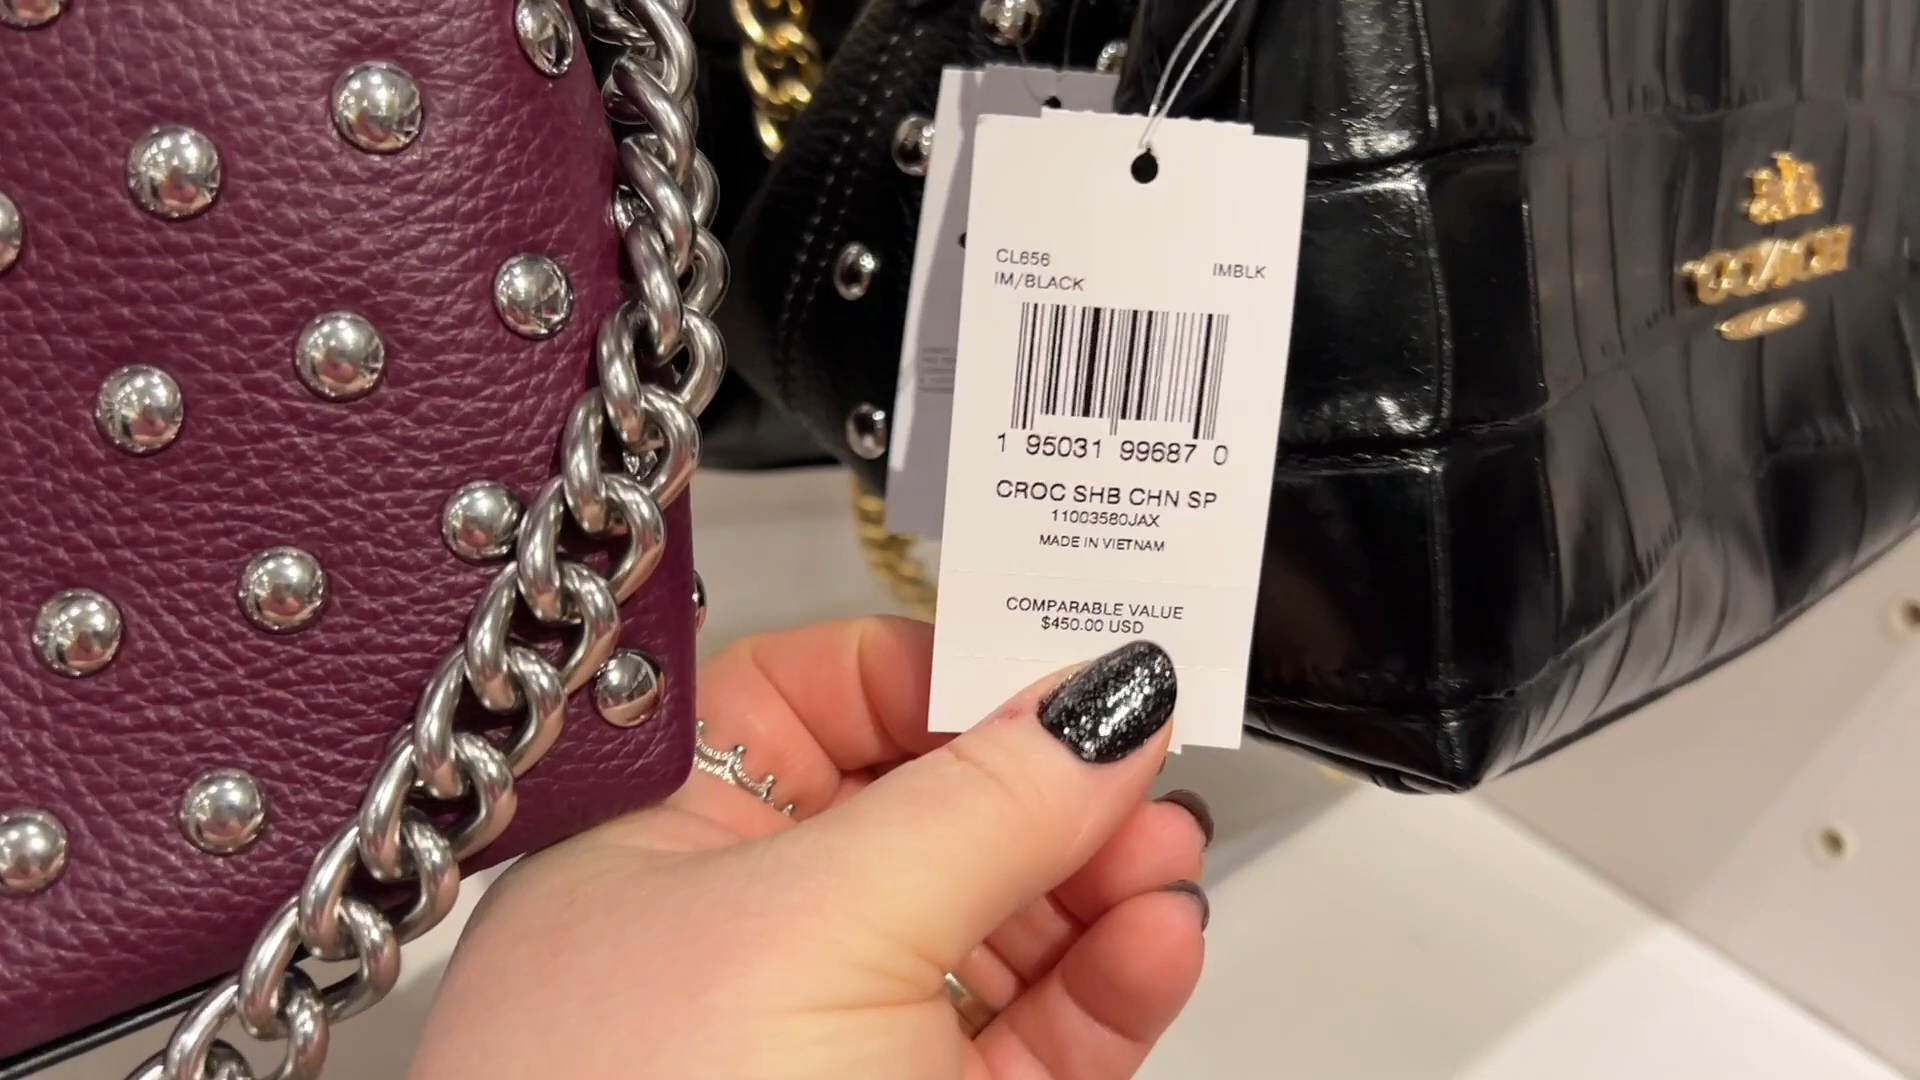 CL656
IM/BLACK
IMBLK
1 95031 99687 0
CROC SHB CHN SP
11003580JAX
MADE IN VIETNAM
COMPARABLE VALUE
$450.00 USD
COACH